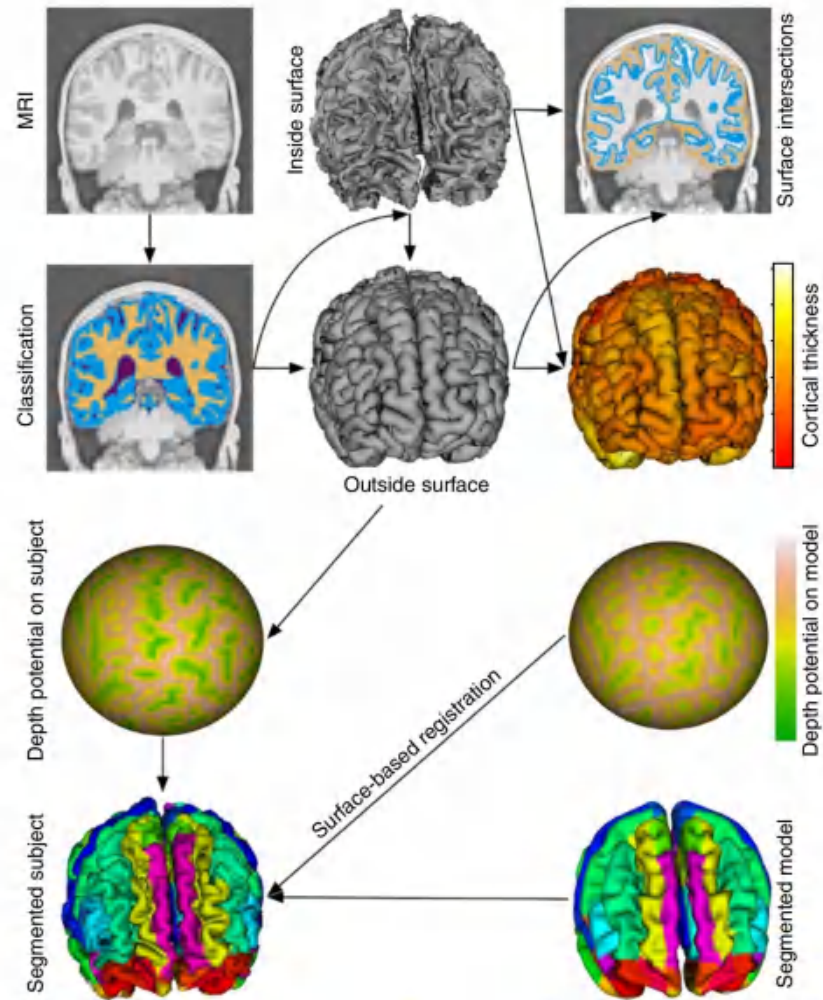 MRI
Inside surface
Surface intersections
Classification
Outside surface
Cortical thickness
Depth potential on subject
Depth potential on model
Surface-based registration
Segmented subject
Segmented model